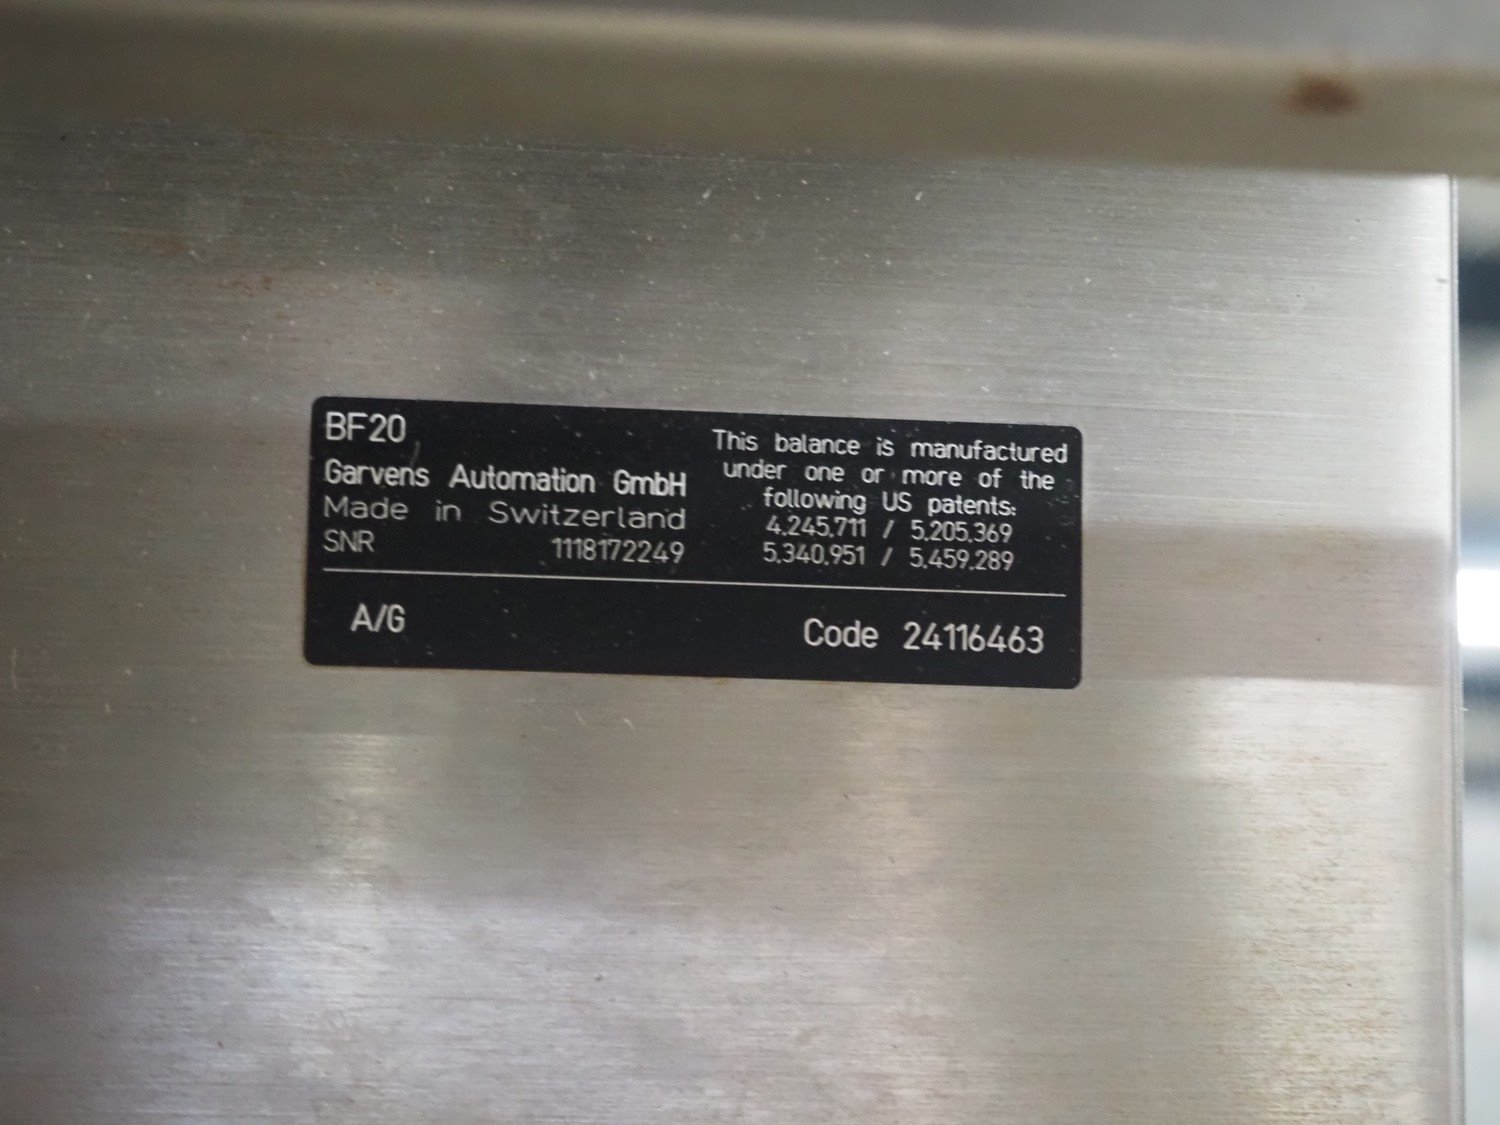 BF20
Garvens Automation GmbH
Made in Switzerland
SNR 1118172249
This balance is manufactured
under one or more of the
following US patents:
4.245.711 / 5.205.369
5.340.951 / 5.459.289
A/G
Code 24116463